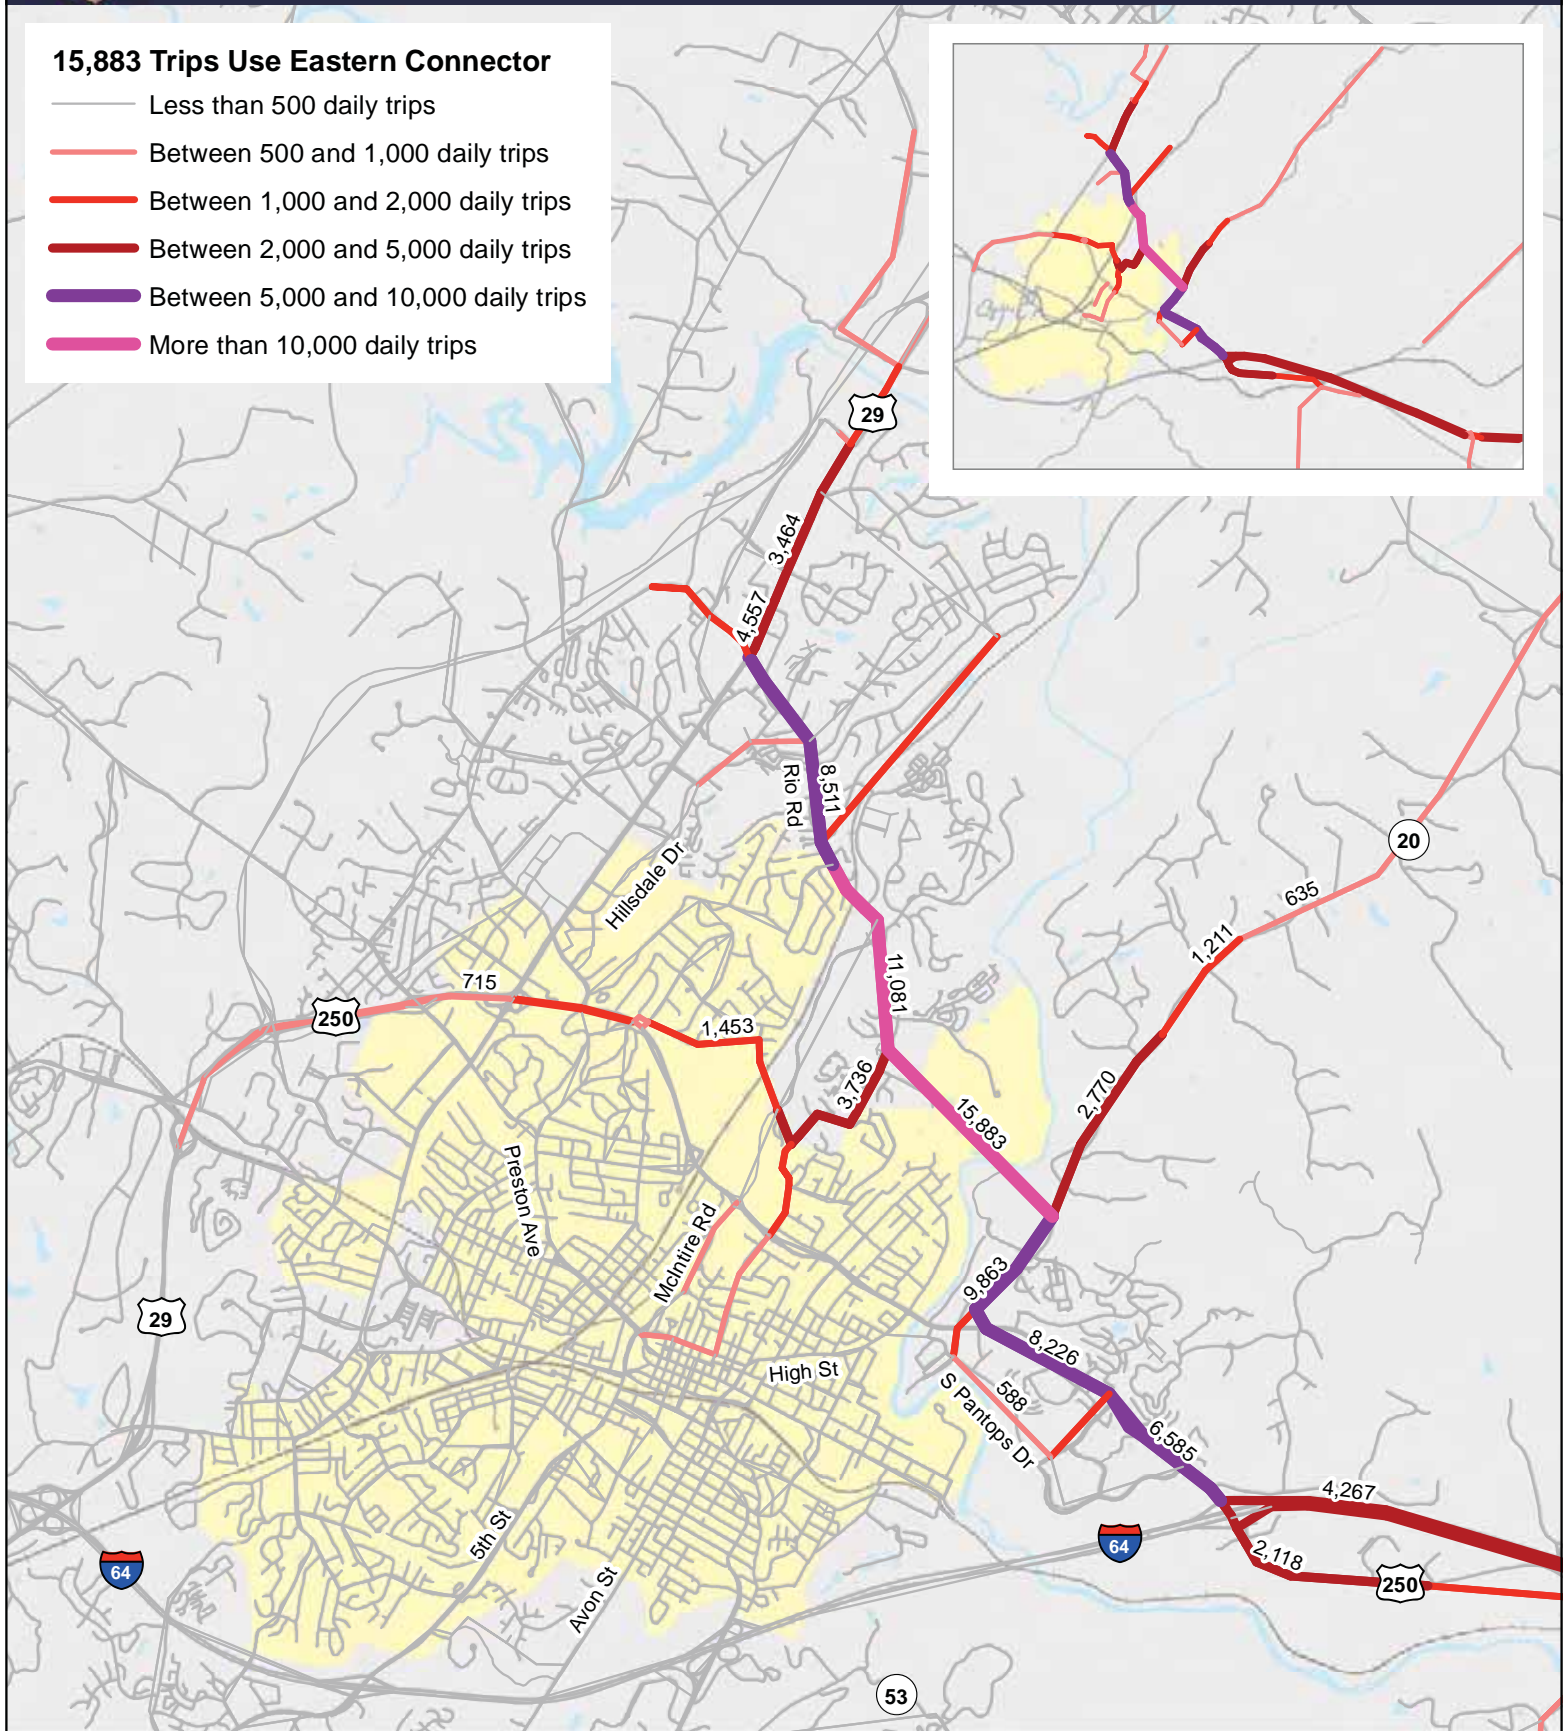 15,883 Trips Use Eastern Connector
Less than 500 daily trips
Between 500 and 1,000 daily trips
Between 1,000 and 2,000 daily trips
Between 2,000 and 5,000 daily trips
Between 5,000 and 10,000 daily trips
More than 10,000 daily trips
29
3,464
4,557
8,511
Rio Rd
20
Hillsdale Dr
635
1,211
715
250
11,081
1,453
3,736
2,770
15,883
Preston Ave
McIntire Rd
9,863
29
8,226
High St
588
S Pantops Dr
6,585
4,267
5th St
64
2,118
64
250
Avon St
53